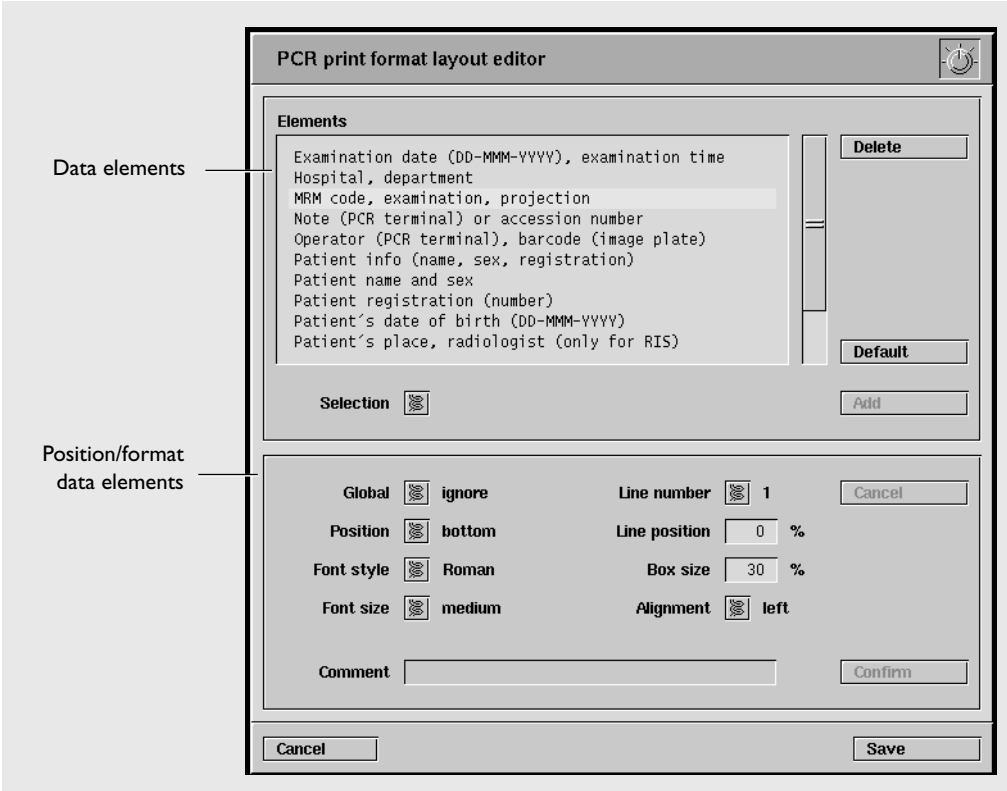 PCR print format layout editor
Elements
Data elements
Examination date (DD-MMM-YYYY), examination time
Hospital, department
MRM code, examination, projection
Note (PCR terminal) or accession number
Operator (PCR terminal), barcode (image plate)
Patient info (name, sex, registration)
Patient name and sex
Patient registration (number)
Patient´s date of birth (DD-MMM-YYYY)
Patient´s place, radiologist (only for RIS)
Delete
Default
Selection
Add
Position/format
data elements
Global ignore Line number 1 Cancel
Position bottom Line position 0 %
Font style Roman Box size 30 %
Font size medium Alignment left
Comment Confirm
Cancel Save